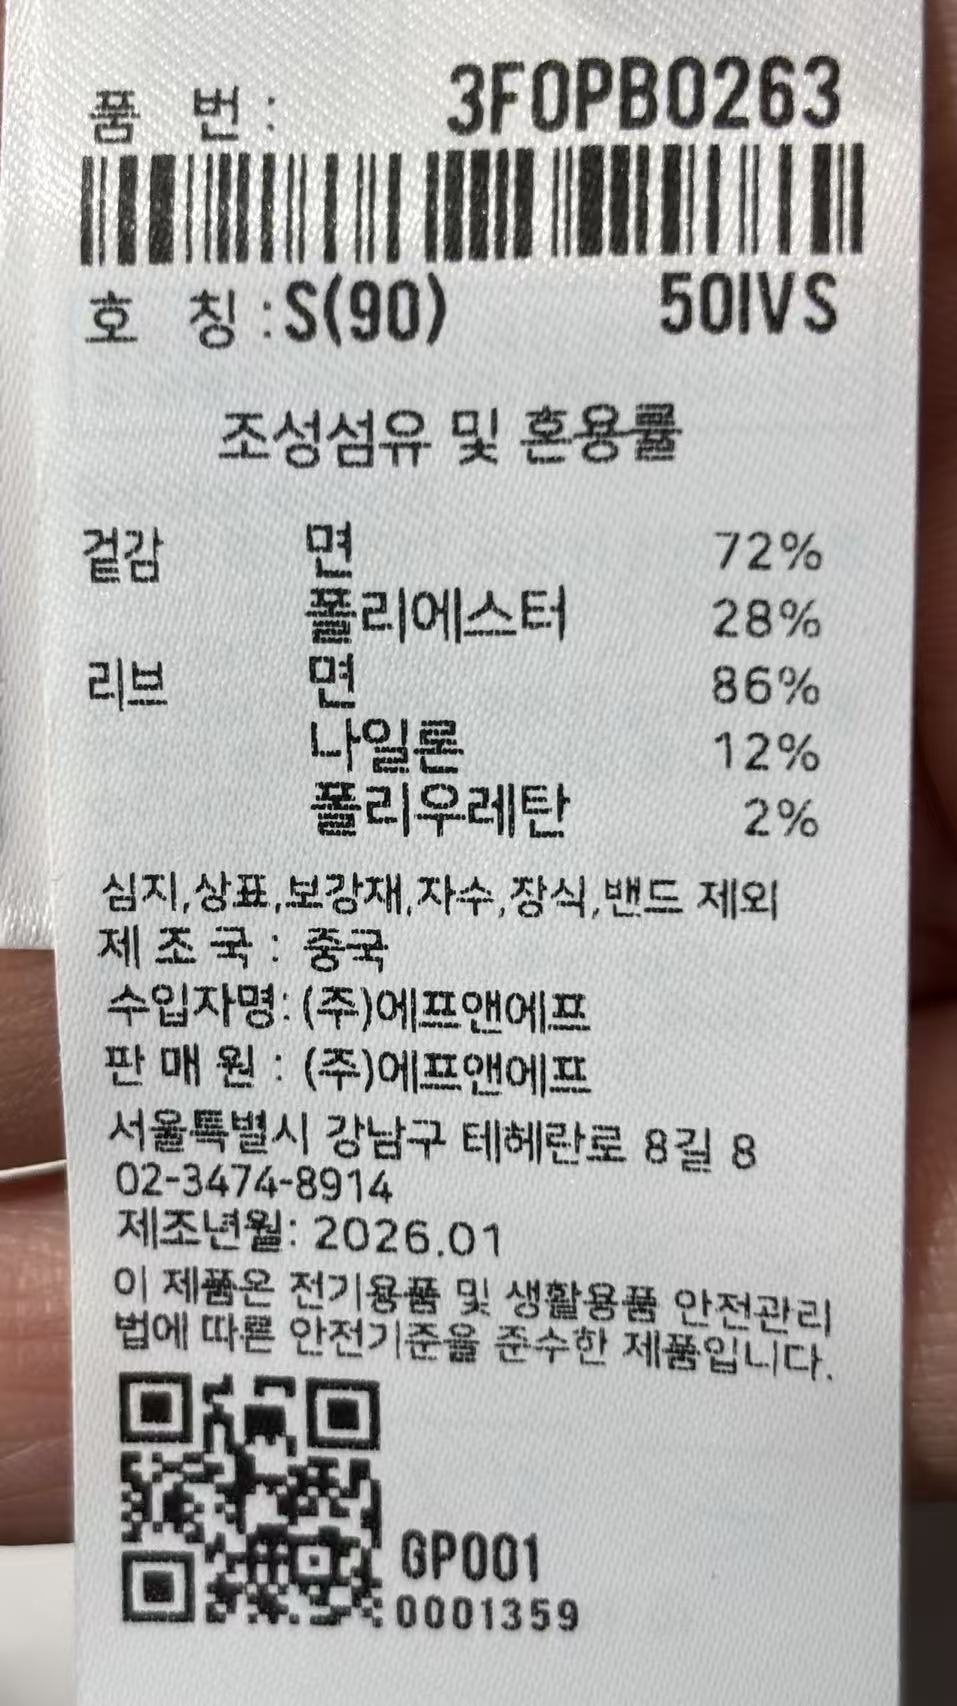 품 번 : 3F0PB0263
호 칭 : S(90) 50IVS
조성섬유 및 혼용률
겉감 면 72%
폴리에스터 28%
리브 면 86%
나일론 12%
폴리우레탄 2%
심지,상표,보강재,자수,장식,밴드 제외
제 조 국 : 중국
수입자명: (주)에프앤에프
판 매 원 : (주)에프앤에프
서울특별시 강남구 테헤란로 8길 8
02-3474-8914
제조년월: 2026.01
이 제품은 전기용품 및 생활용품 안전관리
법에 따른 안전기준을 준수한 제품입니다.
GP001
0001359